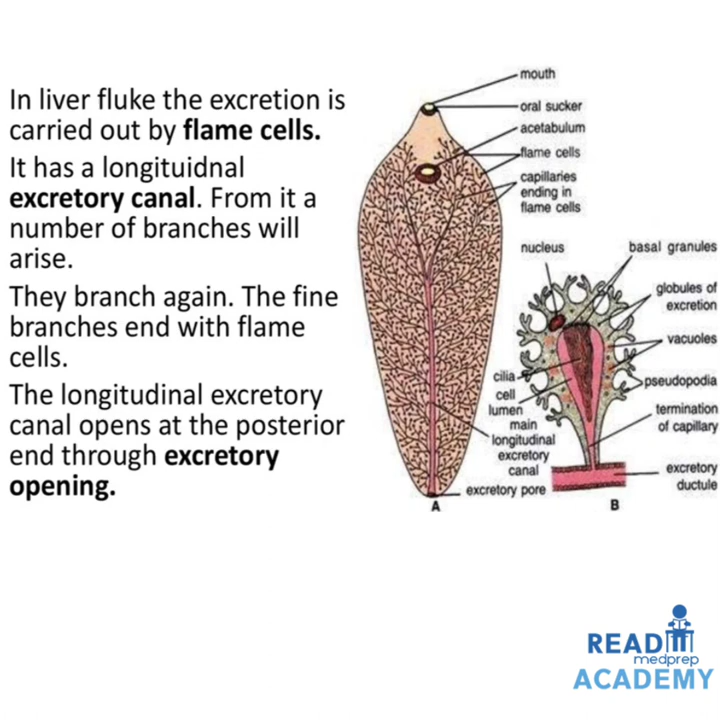 In liver fluke the excretion is
carried out by flame cells.
It has a longituidnal
excretory canal. From it a
number of branches will
arise.
They branch again. The fine
branches end with flame
cells.
The longitudinal excretory
canal opens at the posterior
end through excretory
opening.
mouth
oral sucker
acetabulum
flame cells
capillaries
ending in
flame cells
nucleus
basal granules
globules of
excretion
vacuoles
cilia
pseudopodia
cell
lumen
termination
of capillary
main
longitudinal
excretory
canal
excretory
ductule
excretory pore
A
B
READ
medprep
ACADEMY